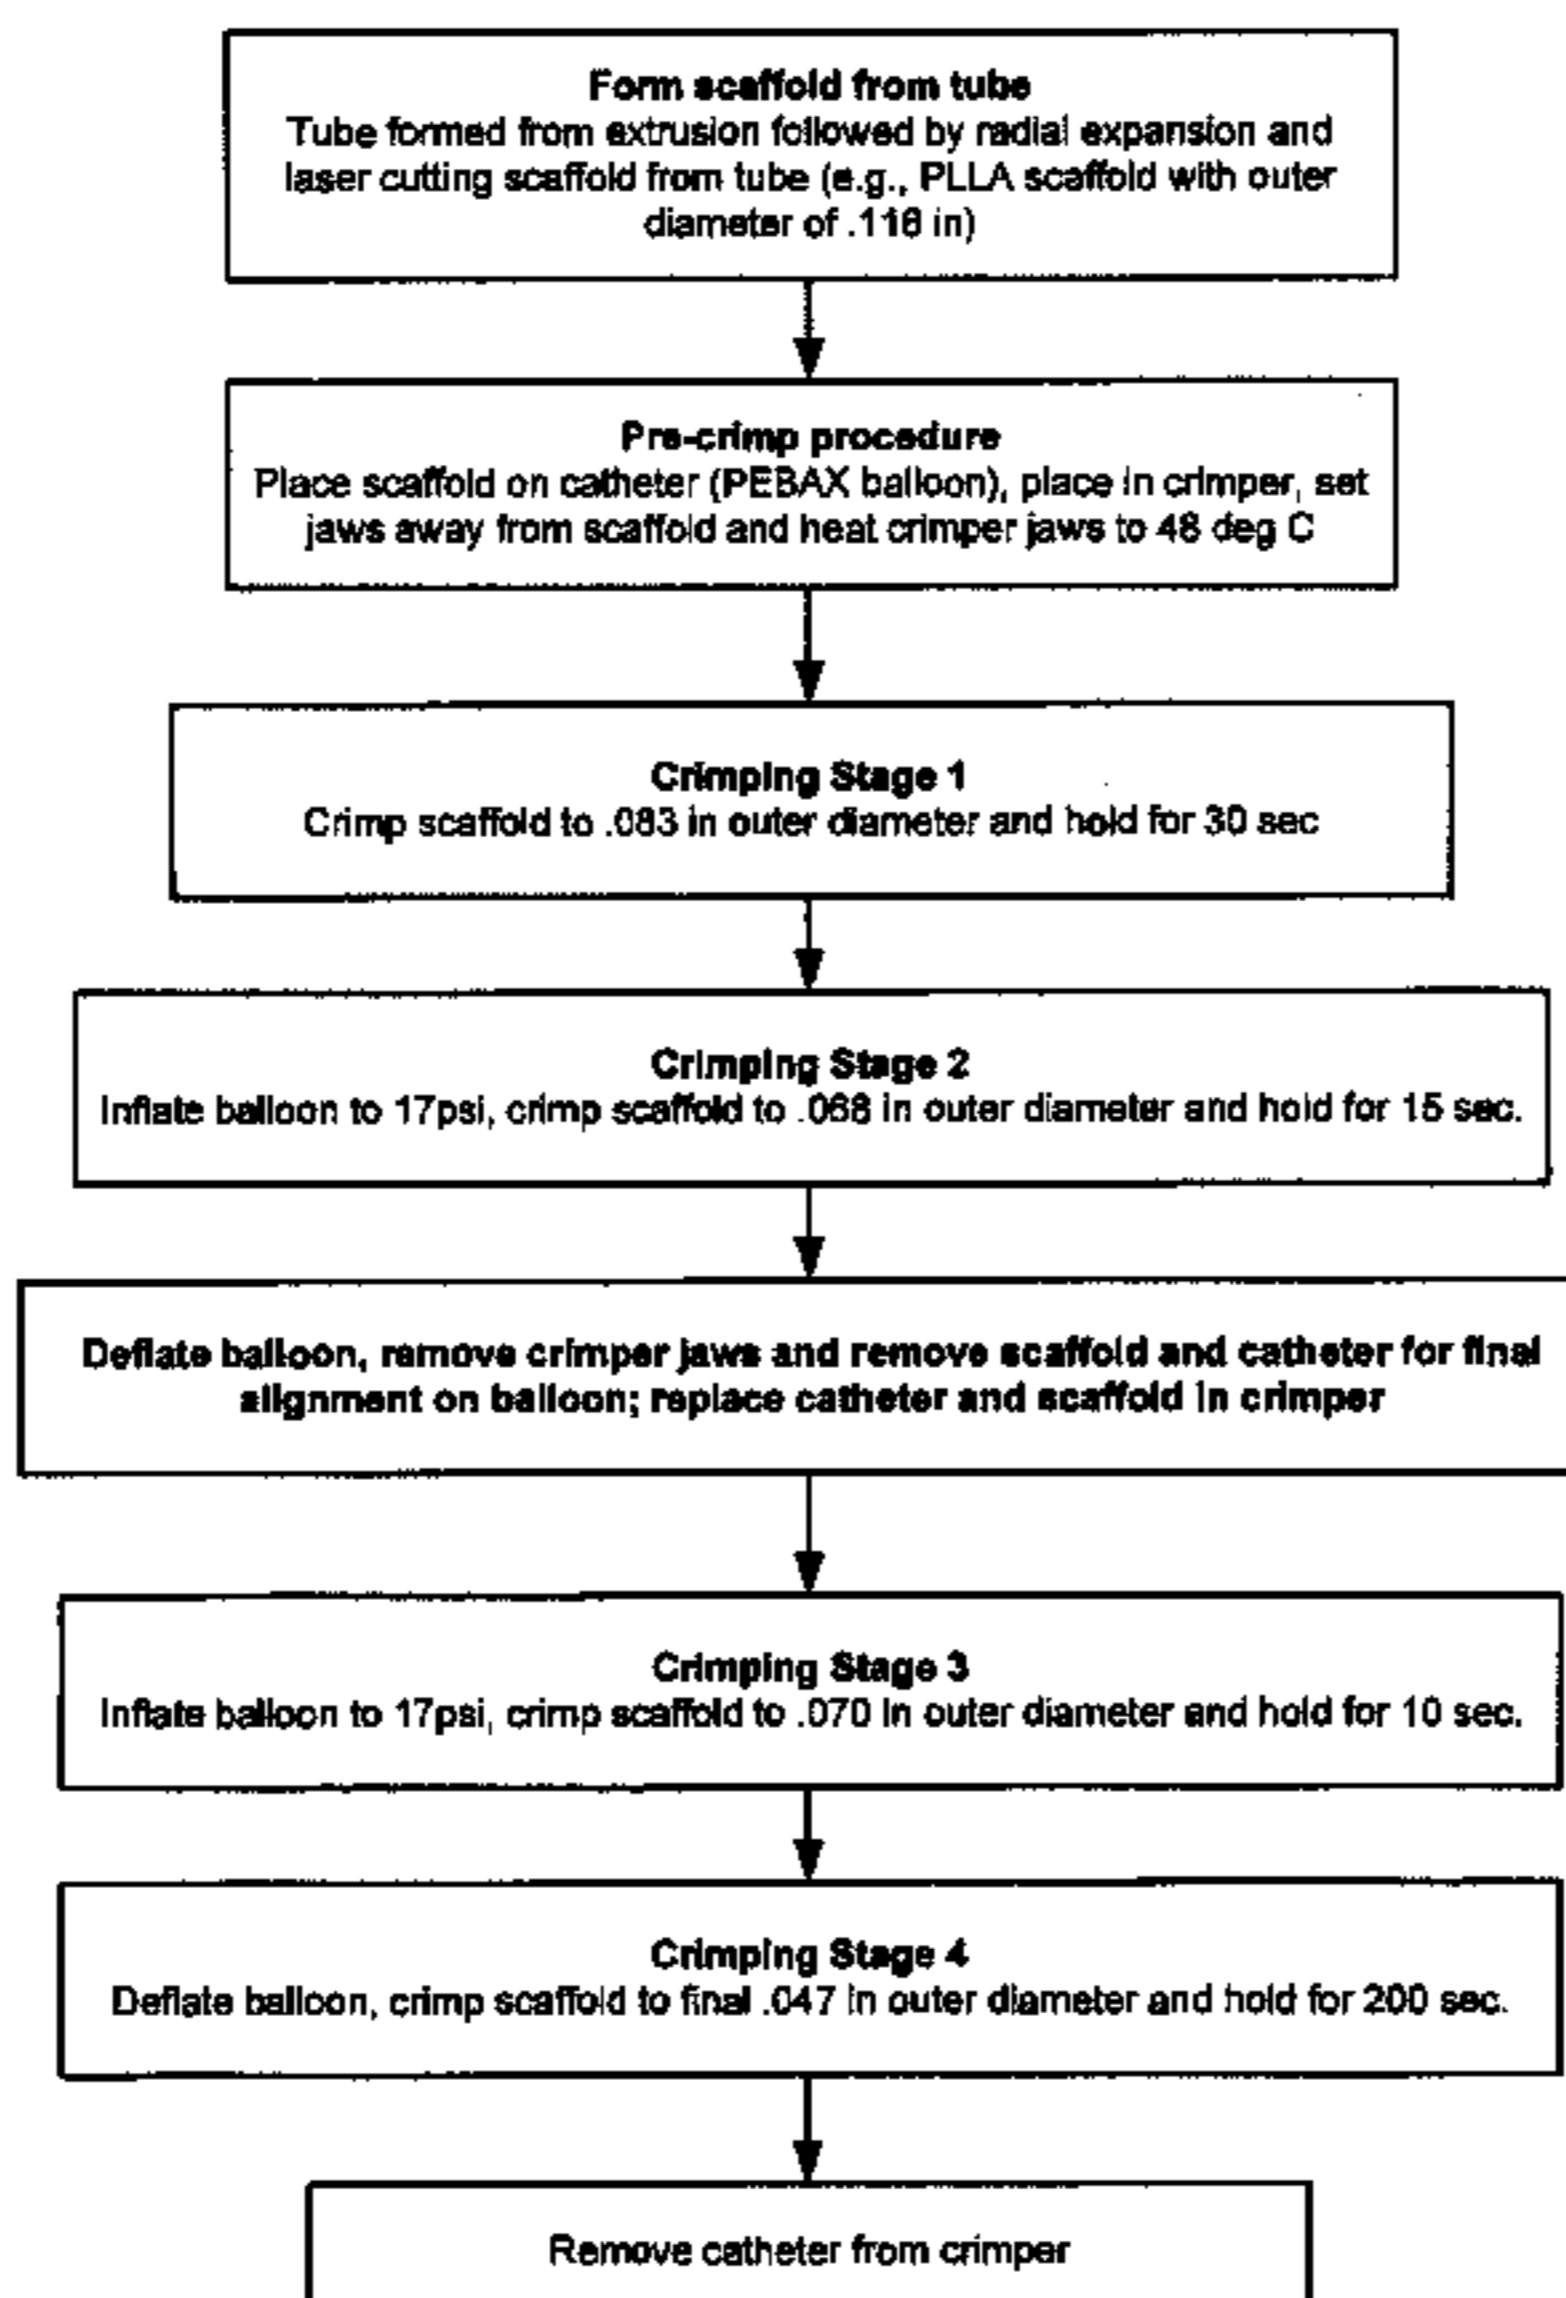 Form scaffold from tube
Tube formed from extrusion followed by radial expansion and
laser cutting scaffold from tube (e.g., PLLA scaffold with outer
diameter of .116 in)
Pre-crimp procedure
Place scaffold on catheter (PEBAX balloon), place in crimper, set
jaws away from scaffold and heat crimper jaws to 48 deg C
Crimping Stage 1
Crimp scaffold to .083 in outer diameter and hold for 30 sec
Crimping Stage 2
Inflate balloon to 17psi, crimp scaffold to .068 in outer diameter and hold for 15 sec.
Deflate balloon, remove crimper jaws and remove scaffold and catheter for final
alignment on balloon; replace catheter and scaffold in crimper
Crimping Stage 3
Inflate balloon to 17psi, crimp scaffold to .070 in outer diameter and hold for 10 sec.
Crimping Stage 4
Deflate balloon, crimp scaffold to final .047 in outer diameter and hold for 200 sec.
Remove catheter from crimper